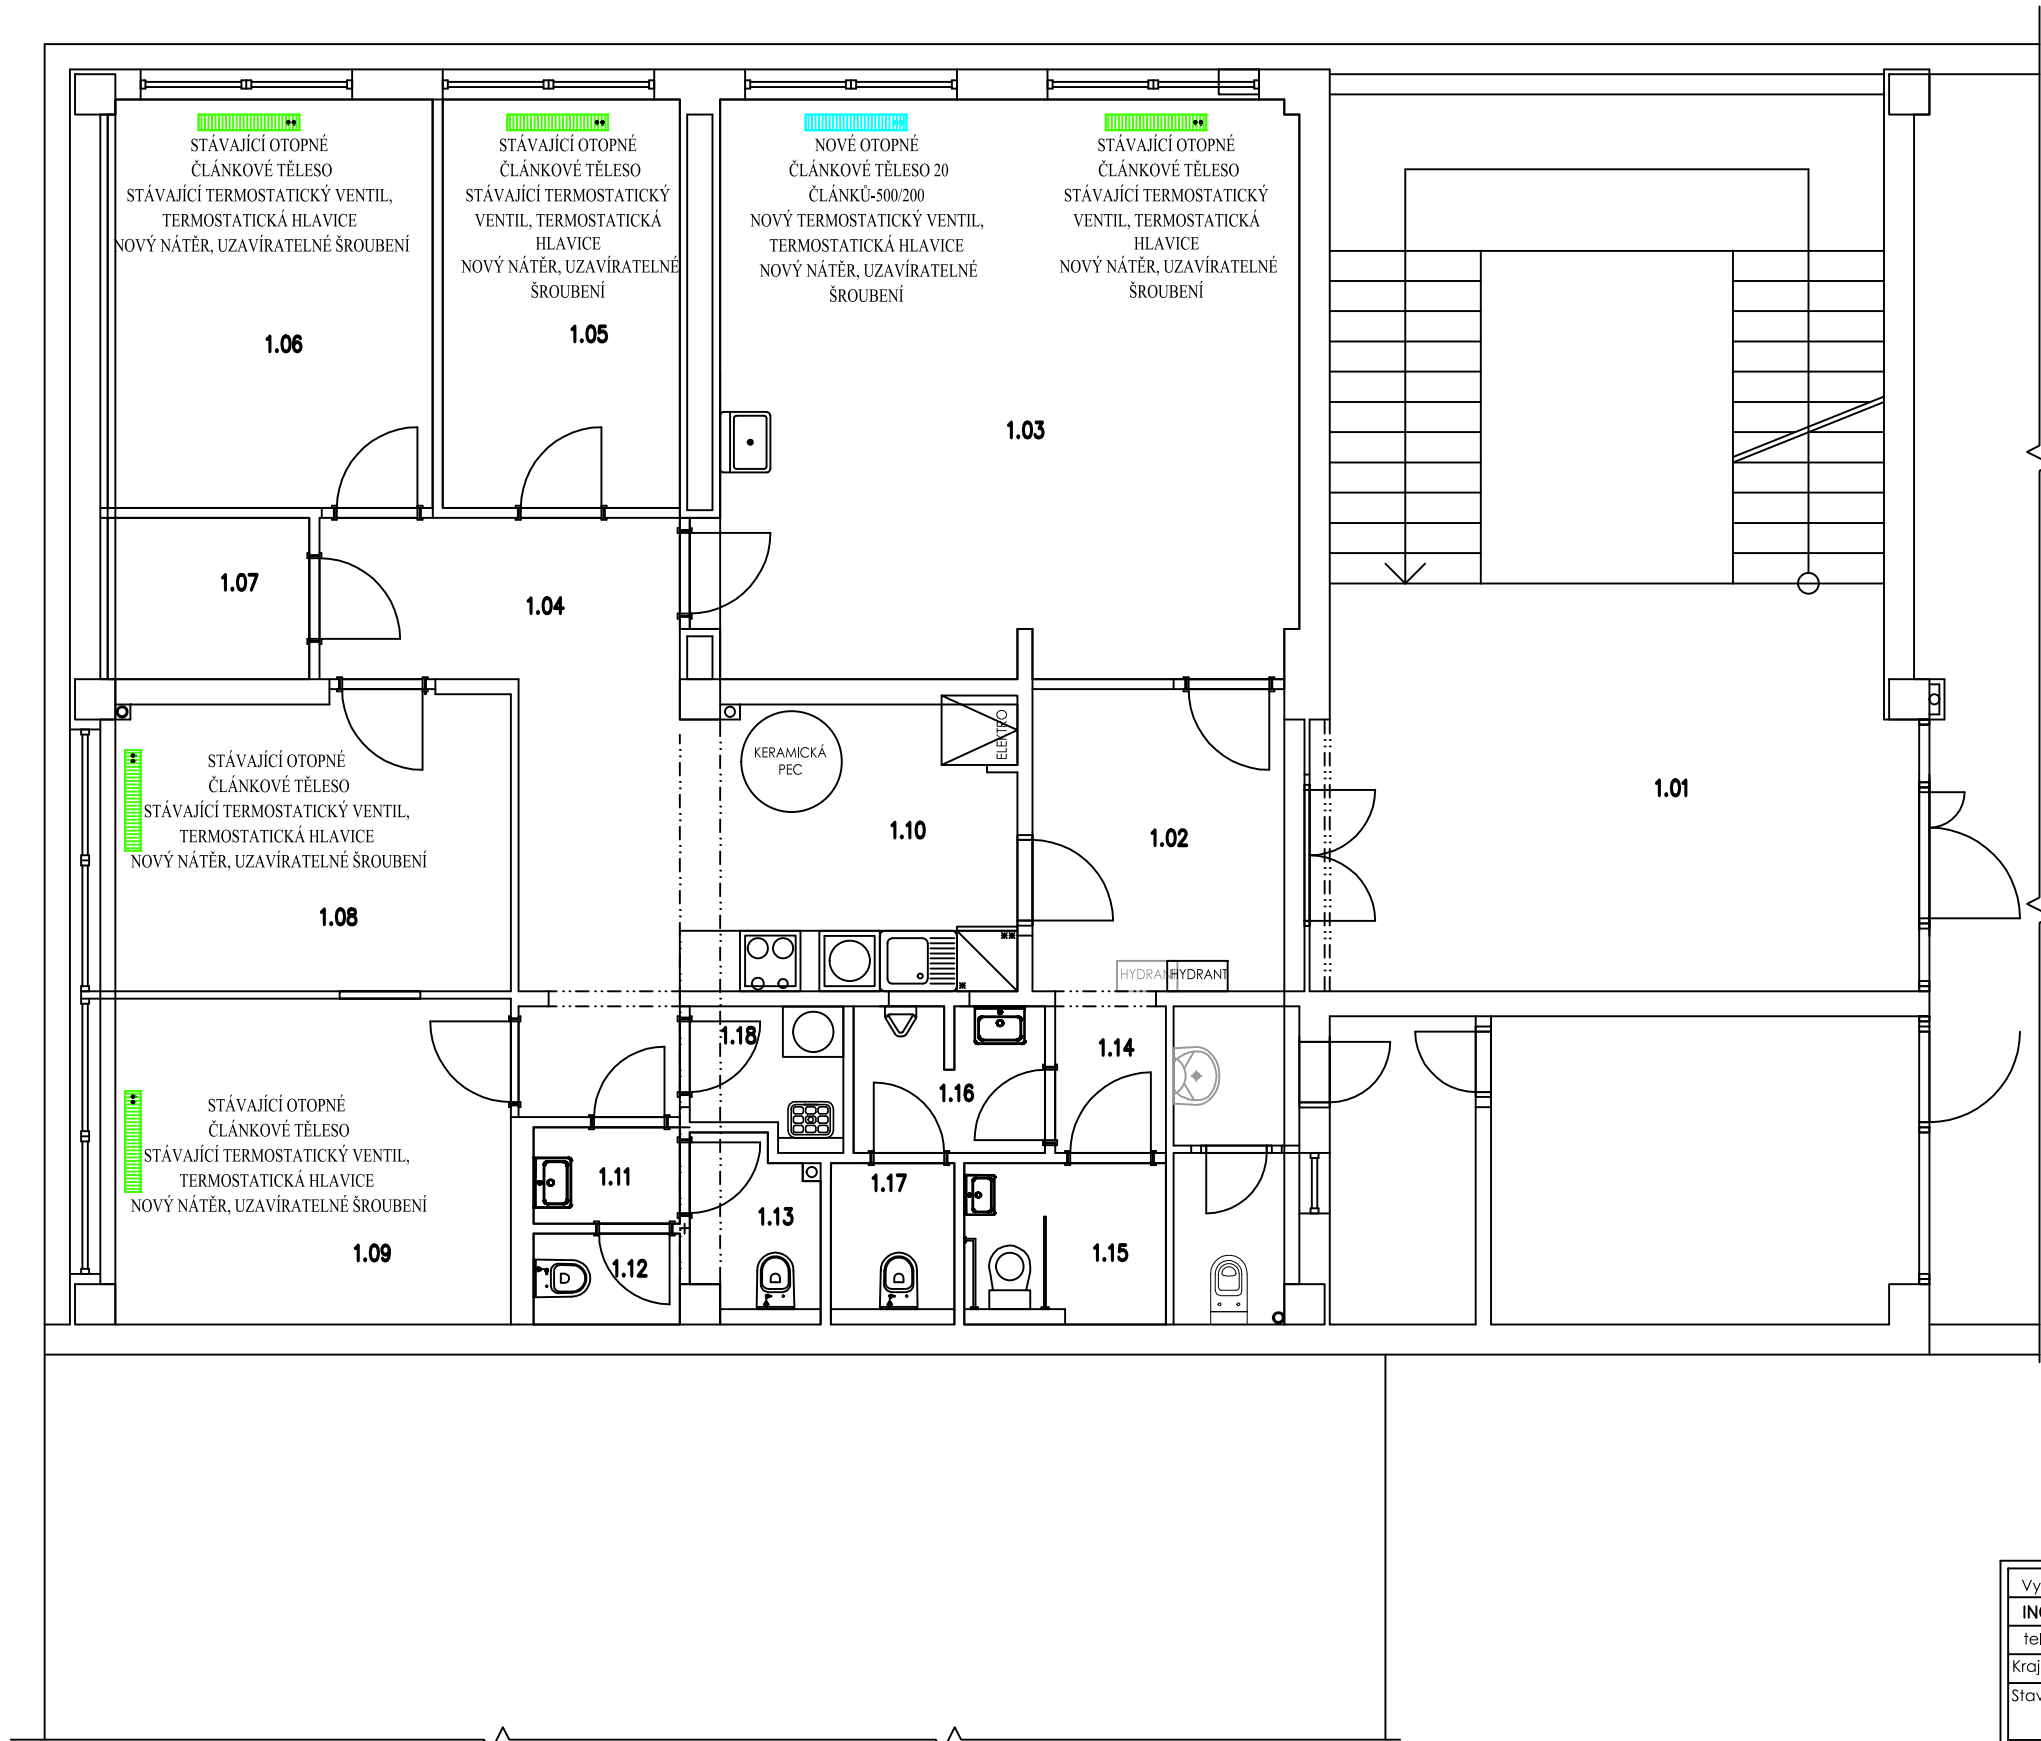 STÁVAJÍCÍ OTOPNÉ
ČLÁNKOVÉ TĚLESO
STÁVAJÍCÍ TERMOSTATICKÝ VENTIL,
TERMOSTATICKÁ HLAVICE
NOVÝ NÁTĚR, UZAVÍRATELNÉ ŠROUBENÍ
1.06
STÁVAJÍCÍ OTOPNÉ
ČLÁNKOVÉ TĚLESO
STÁVAJÍCÍ TERMOSTATICKÝ
VENTIL, TERMOSTATICKÁ
HLAVICE
NOVÝ NÁTĚR, UZAVÍRATELNÉ
ŠROUBENÍ
1.05
NOVÉ OTOPNÉ
ČLÁNKOVÉ TĚLESO 20
ČLÁNKŮ-500/200
NOVÝ TERMOSTATICKÝ VENTIL,
TERMOSTATICKÁ HLAVICE
NOVÝ NÁTĚR, UZAVÍRATELNÉ
ŠROUBENÍ
STÁVAJÍCÍ OTOPNÉ
ČLÁNKOVÉ TĚLESO
STÁVAJÍCÍ TERMOSTATICKÝ
VENTIL, TERMOSTATICKÁ
HLAVICE
NOVÝ NÁTĚR, UZAVÍRATELNÉ
ŠROUBENÍ
1.03
1.07
1.04
STÁVAJÍCÍ OTOPNÉ
ČLÁNKOVÉ TĚLESO
STÁVAJÍCÍ TERMOSTATICKÝ VENTIL,
TERMOSTATICKÁ HLAVICE
NOVÝ NÁTĚR, UZAVÍRATELNÉ ŠROUBENÍ
1.08
KERAMICKÁ
PEC
ELEKTRO
1.10
1.02
1.01
HYDRANT
HYDRANT
STÁVAJÍCÍ OTOPNÉ
ČLÁNKOVÉ TĚLESO
STÁVAJÍCÍ TERMOSTATICKÝ VENTIL,
TERMOSTATICKÁ HLAVICE
NOVÝ NÁTĚR, UZAVÍRATELNÉ ŠROUBENÍ
1.09
1.18
1.16
1.14
1.11
1.17
1.13
1.12
1.15
Vy
IN
tel
Kraj
Stav